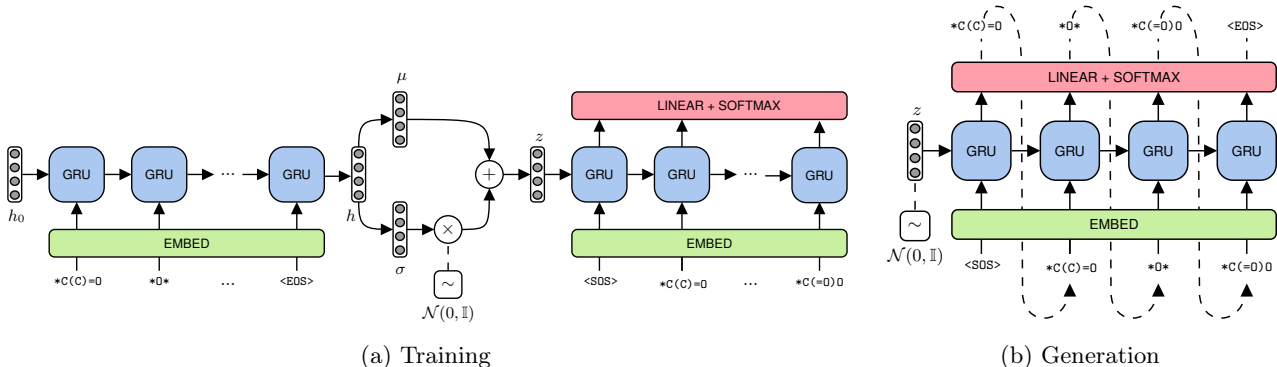 μ
LINEAR + SOFTMAX
z
GRU GRU ... GRU
h₀
h
+
GRU GRU ... GRU
EMBED
σ
×
EMBED
*C(C)=O *O* ... <EOS>
∼
𝒩(0, 𝕀)
<SOS> *C(C)=O ... *C(=O)O
(a) Training
*C(C)=O *O* *C(=O)O <EOS>
LINEAR + SOFTMAX
z
GRU GRU GRU GRU
EMBED
∼
𝒩(0, 𝕀)
<SOS> *C(C)=O *O* *C(=O)O
(b) Generation